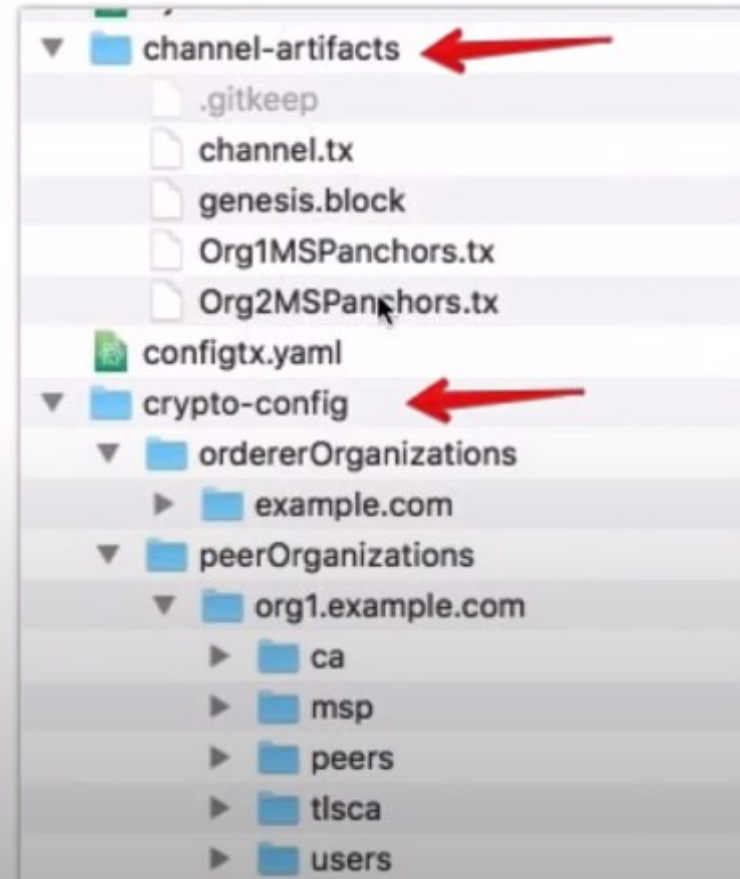 channel-artifacts
.gitkeep
channel.tx
genesis.block
Org1MSPanchors.tx
Org2MSPanchors.tx
configtx.yaml
crypto-config
ordererOrganizations
example.com
peerOrganizations
org1.example.com
ca
msp
peers
tlsca
users